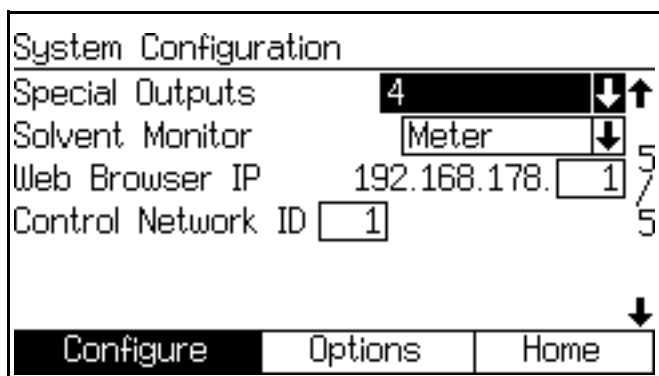 System Configuration
Special Outputs 4
Solvent Monitor Meter
Web Browser IP 192.168.178. 1
Control Network ID 1
5/5
Configure Options Home